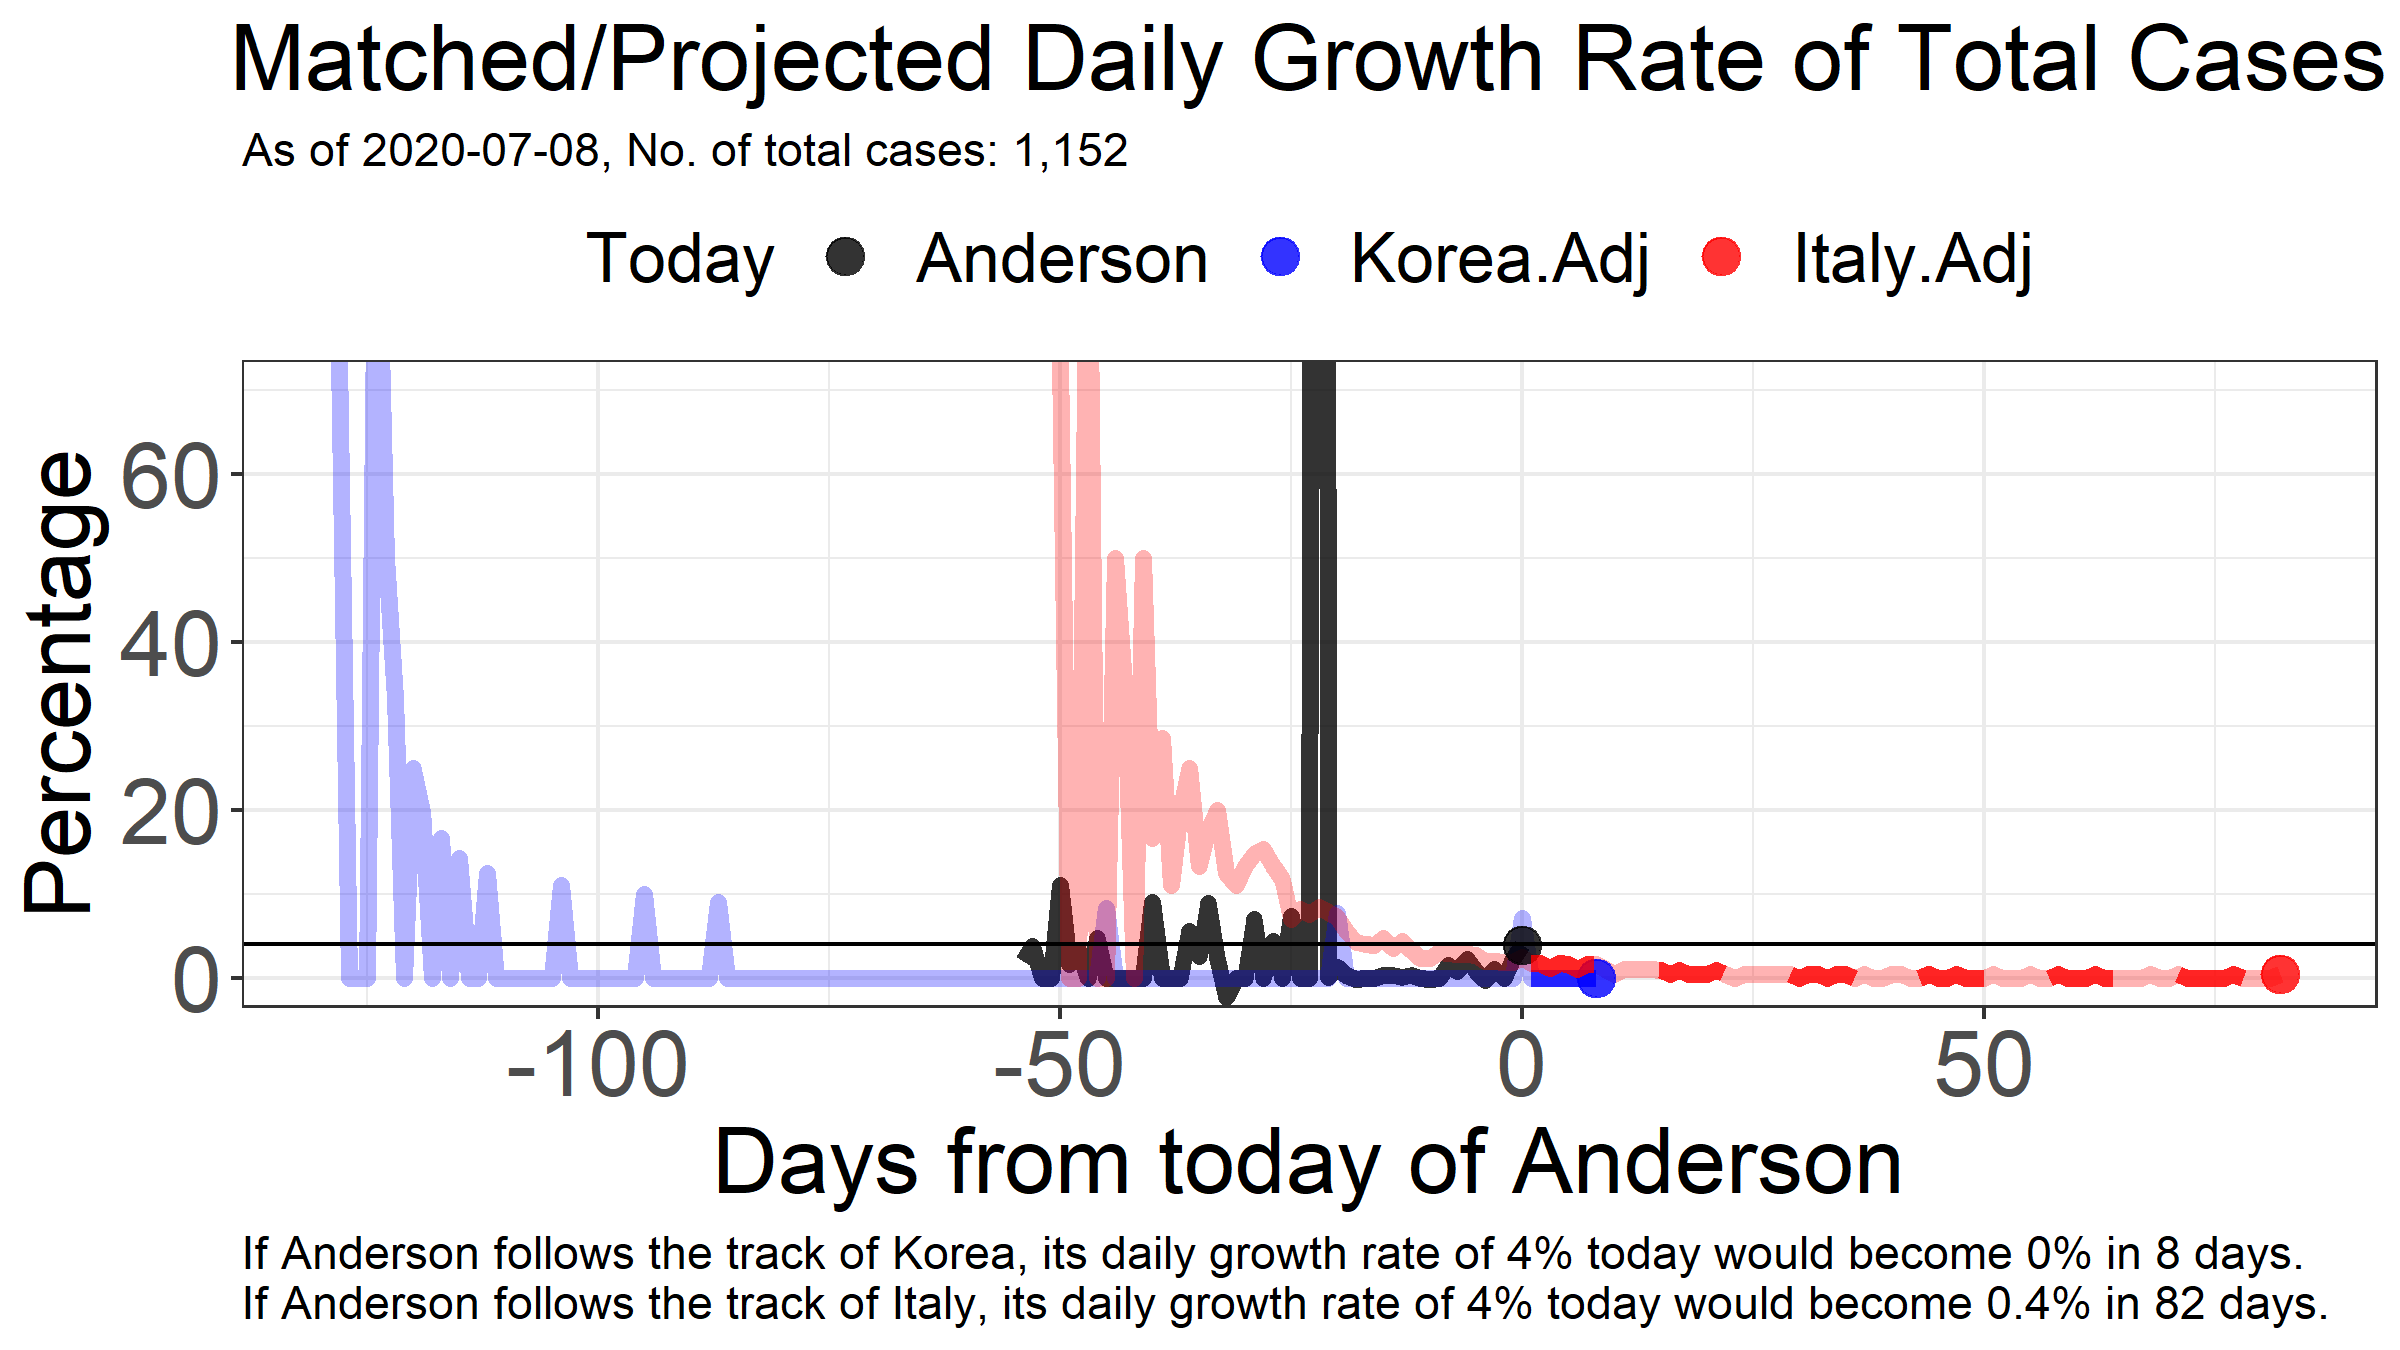 Matched/Projected Daily Growth Rate of Total Cases
As of 2020-07-08, No. of total cases: 1,152
Today Anderson Korea.Adj Italy.Adj
Percentage
60
40
20
0
-100 -50 0 50
Days from today of Anderson
If Anderson follows the track of Korea, its daily growth rate of 4% today would become 0% in 8 days.
If Anderson follows the track of Italy, its daily growth rate of 4% today would become 0.4% in 82 days.